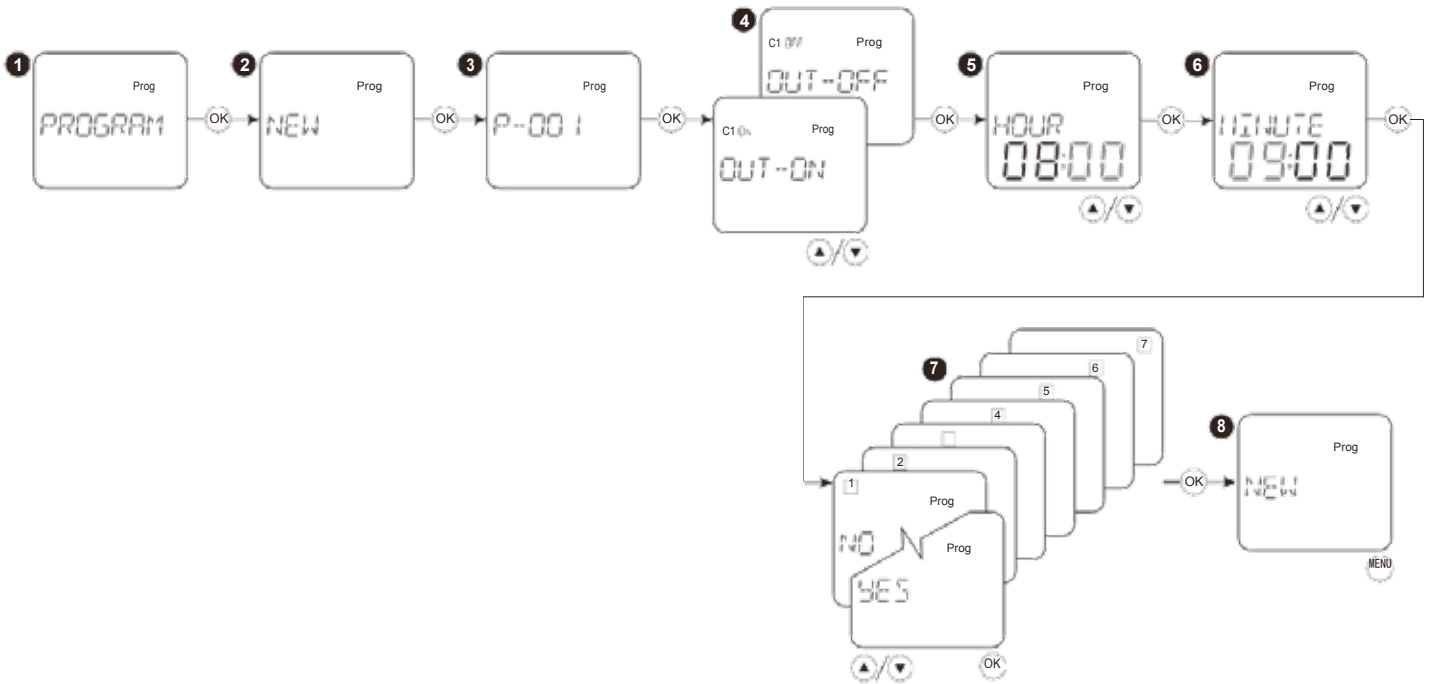 1
Prog
PROGRAM
OK
2
Prog
NEW
OK
3
Prog
P--001
OK
4
C1 OFF Prog
OUT--OFF
C1 On Prog
OUT--ON
▲/▼
OK
5
Prog
HOUR
08:00
▲/▼
OK
6
Prog
MINUTE
09:00
▲/▼
OK
7
7
6
5
4
2
1
Prog
NO
Prog
YES
▲/▼ OK
OK
8
Prog
NEW
MENU